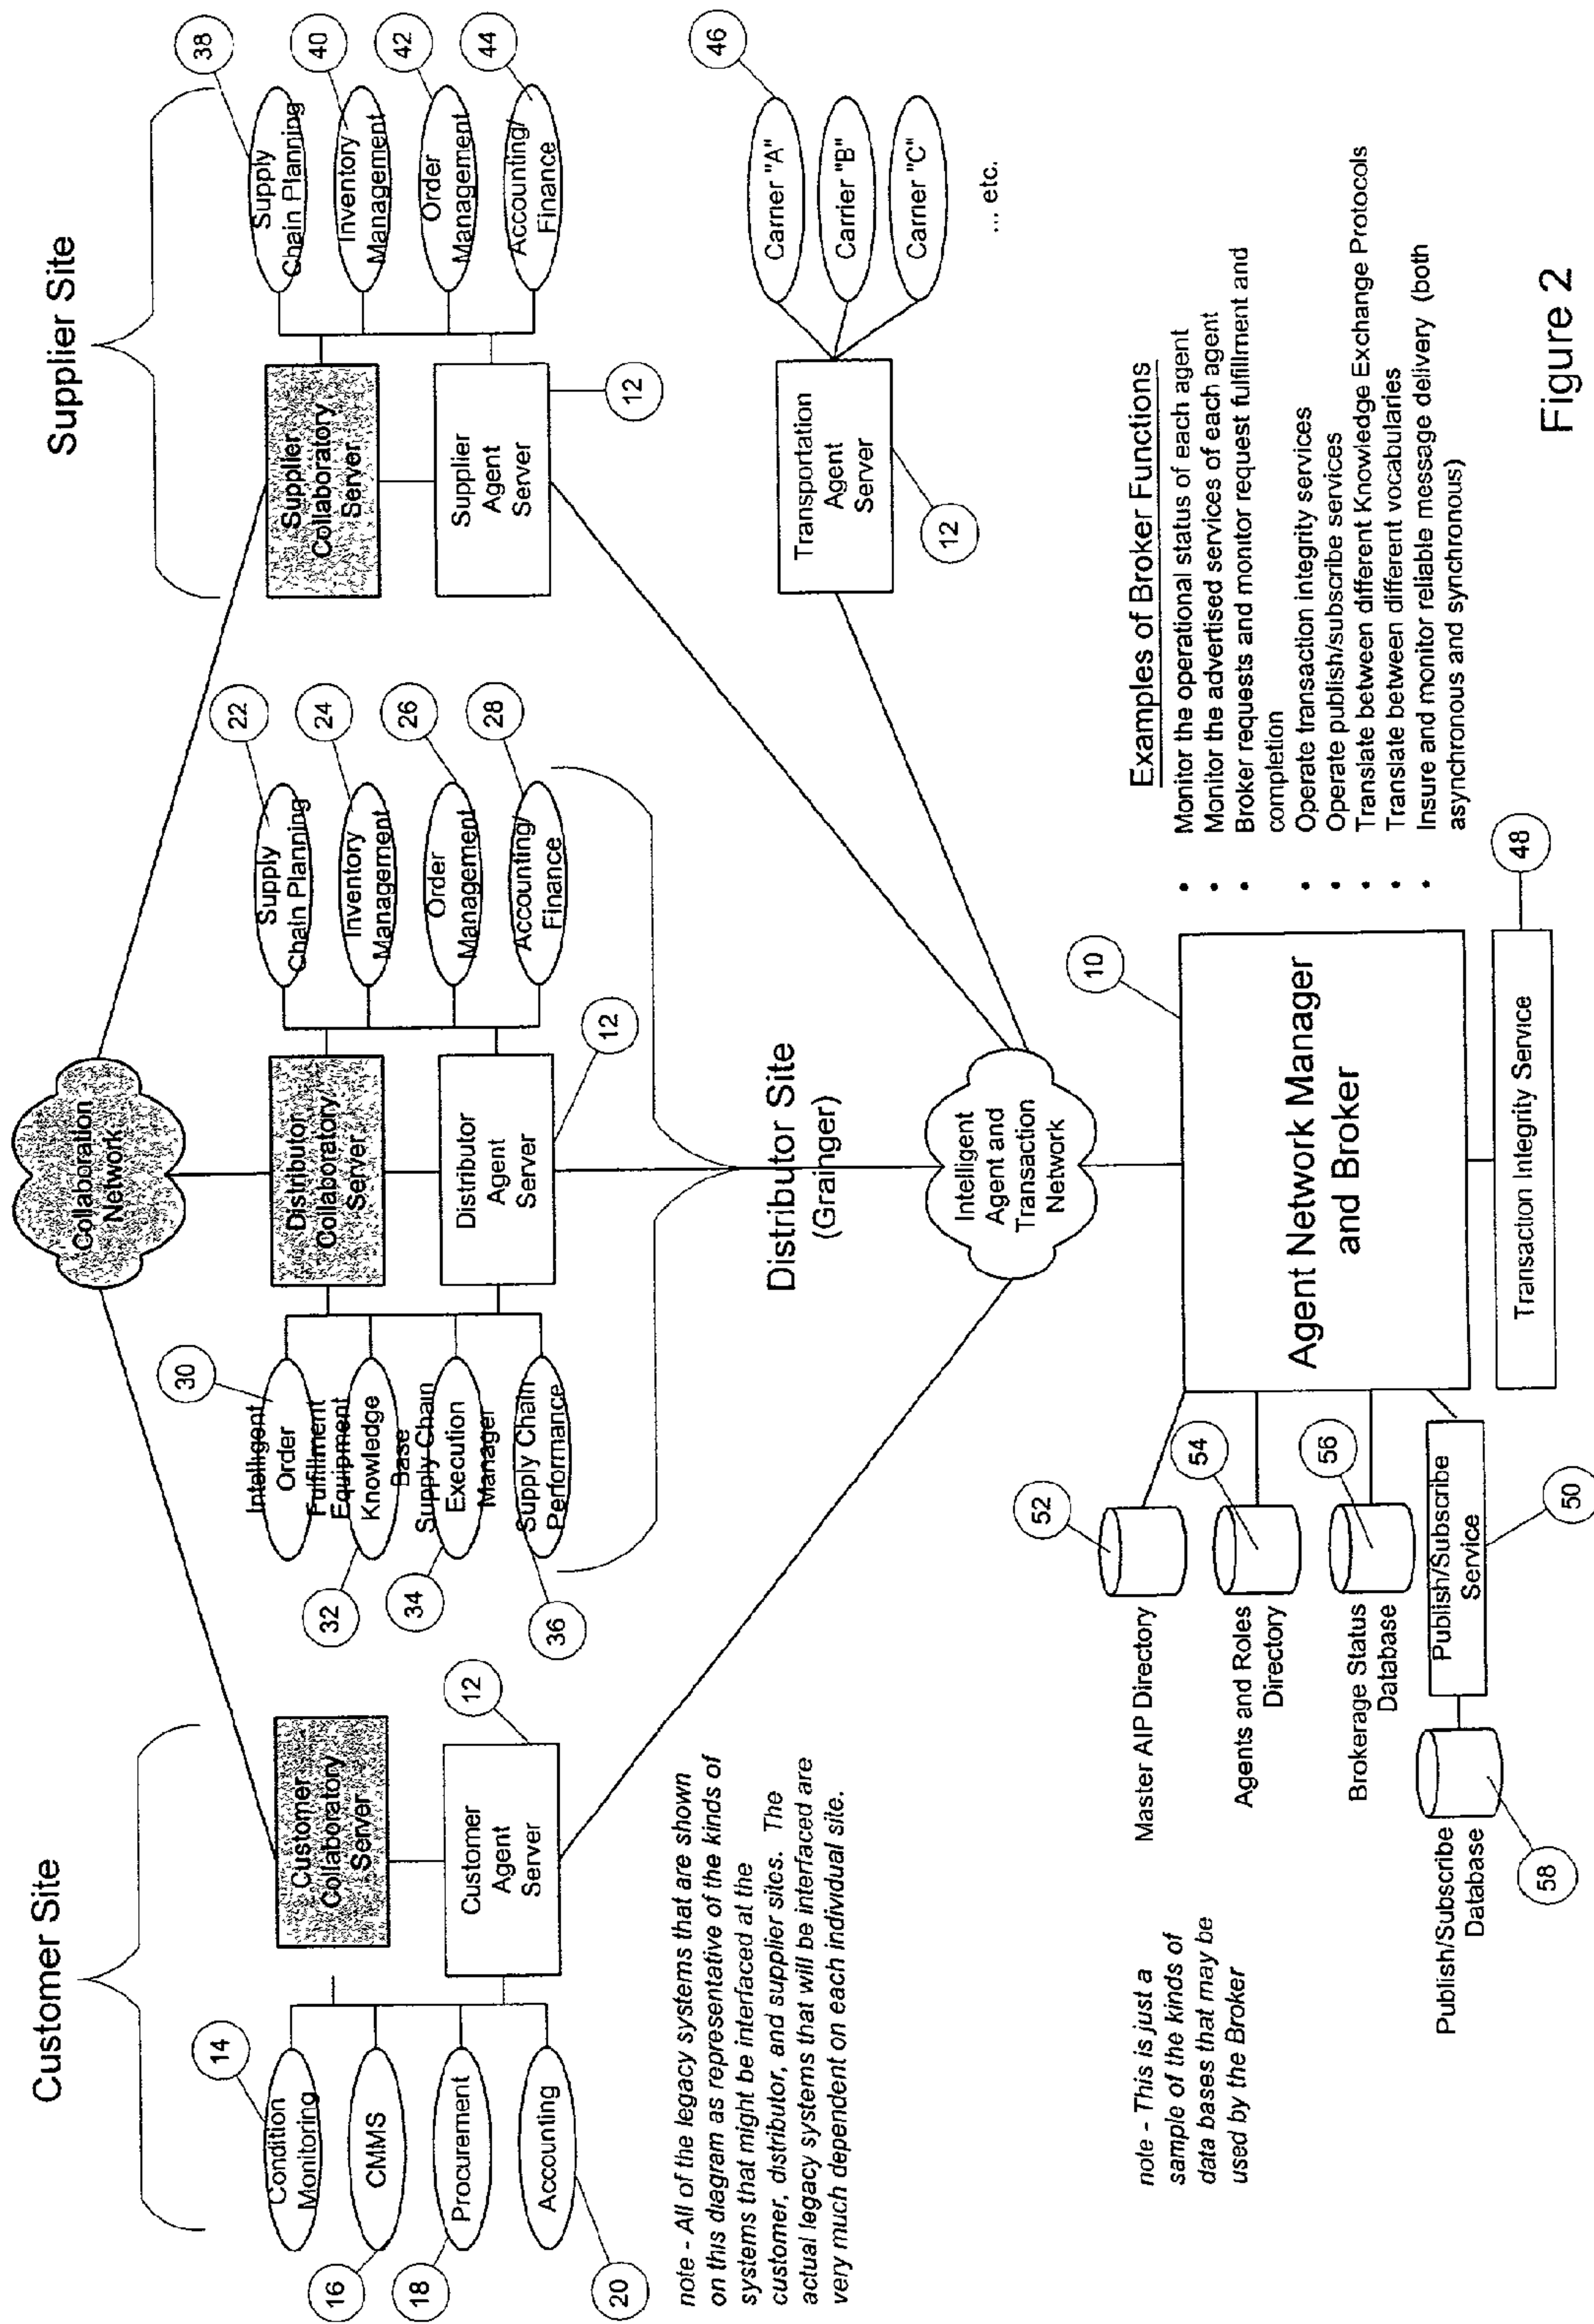 Customer Site
Supplier Site
Collaboration
Network
14
Condition
Monitoring
16
CMMS
18
Procurement
20
Accounting
Customer
Collaboratory
Server
Customer
Agent
Server
12
30
Intelligent
Order
Fulfillment
32
Equipment
Knowledge
Base
34
Supply Chain
Execution
Manager
36
Supply Chain
Performance
Distributor
Collaboratory
Server
Distributor
Agent
Server
12
22
Supply
Chain Planning
24
Inventory
Management
26
Order
Management
28
Accounting/
Finance
Supplier
Collaboratory
Server
Supplier
Agent
Server
12
38
Supply
Chain Planning
40
Inventory
Management
42
Order
Management
44
Accounting/
Finance
note - All of the legacy systems that are shown
on this diagram as representative of the kinds of
systems that might be interfaced at the
customer, distributor, and supplier sites. The
actual legacy systems that will be interfaced are
very much dependent on each individual site.
Distributor Site
(Grainger)
Transportation
Agent
Server
12
46
Carrier "A"
Carrier "B"
Carrier "C"
... etc.
Intelligent
Agent and
Transaction
Network
10
Agent Network Manager
and Broker
Transaction Integrity Service
48
note - This is just a
sample of the kinds of
data bases that may be
used by the Broker
Master AIP Directory
52
Agents and Roles
Directory
54
Brokerage Status
Database
56
Publish/Subscribe
Service
50
Publish/Subscribe
Database
58
Examples of Broker Functions
• Monitor the operational status of each agent
• Monitor the advertised services of each agent
• Broker requests and monitor request fulfillment and
completion
• Operate transaction integrity services
• Operate publish/subscribe services
• Translate between different Knowledge Exchange Protocols
• Translate between different vocabularies
• Insure and monitor reliable message delivery (both
asynchronous and synchronous)
Figure 2